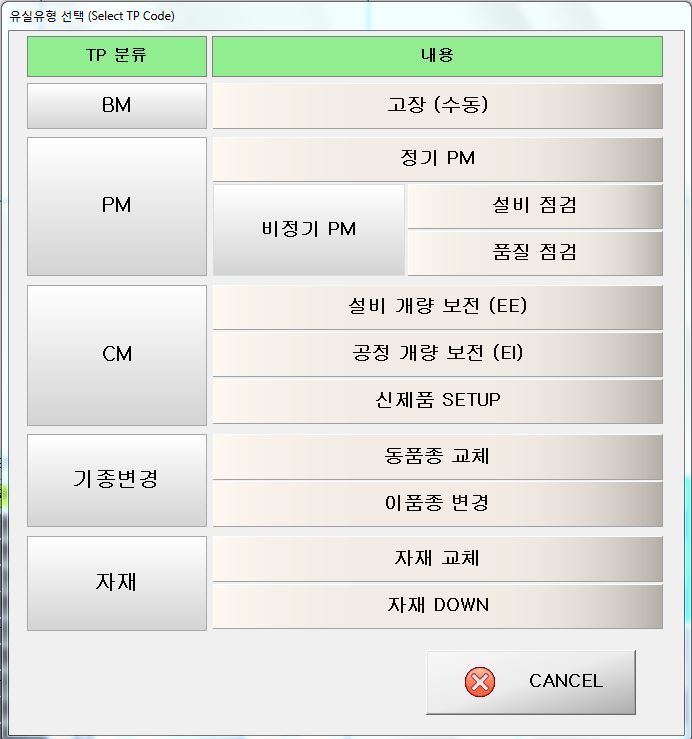 유실유형 선택 (Select TP Code)
TP 분류
내용
BM
고장 (수동)
PM
정기 PM
비정기 PM
설비 점검
품질 점검
CM
설비 개량 보전 (EE)
공정 개량 보전 (EI)
신제품 SETUP
기종변경
동품종 교체
이품종 변경
자재
자재 교체
자재 DOWN
CANCEL